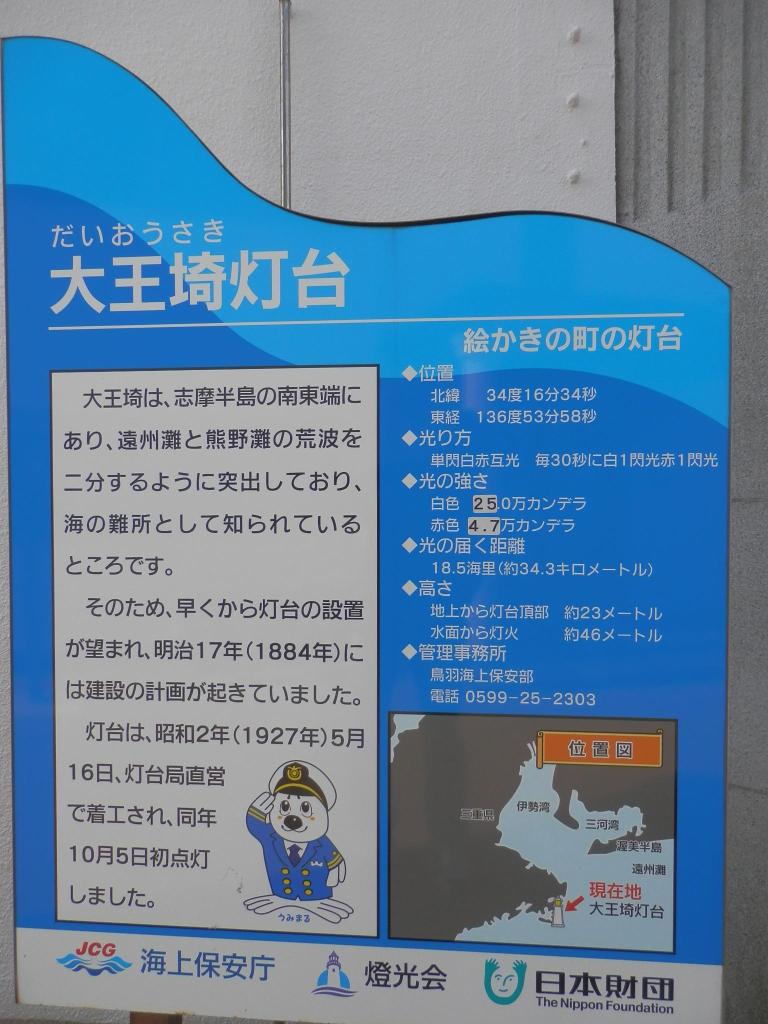 だいおうさき
大王埼灯台
絵かきの町の灯台
大王埼は、志摩半島の南東端に
あり、遠州灘と熊野灘の荒波を
二分するように突出しており、
海の難所として知られている
ところです。
そのため、早くから灯台の設置
が望まれ、明治17年(1884年)に
は建設の計画が起きていました。
灯台は、昭和2年(1927年)5月
16日、灯台局直営
で着工され、同年
10月5日初点灯
しました。
うみまる
◆位置
北緯 34度16分34秒
東経 136度53分58秒
◆光り方
単閃白赤互光 毎30秒に白1閃光赤1閃光
◆光の強さ
白色 25.0万カンデラ
赤色 4.7万カンデラ
◆光の届く距離
18.5海里(約34.3キロメートル)
◆高さ
地上から灯台頂部 約23メートル
水面から灯火 約46メートル
◆管理事務所
鳥羽海上保安部
電話 0599-25-2303
位置図
三重県
伊勢湾
三河湾
渥美半島
遠州灘
現在地
大王埼灯台
JCG 海上保安庁
燈光会
日本財団
The Nippon Foundation